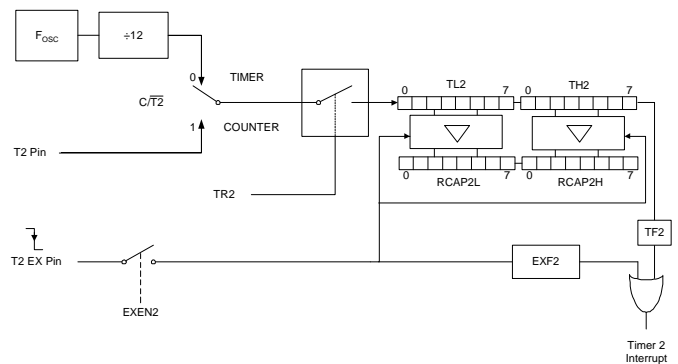 FOSC
÷12
0
TIMER
C/T2
1
COUNTER
T2 Pin
TR2
0 TL2 7
0 TH2 7
0 7
RCAP2L
0 7
RCAP2H
TF2
T2 EX Pin
EXEN2
EXF2
Timer 2
Interrupt